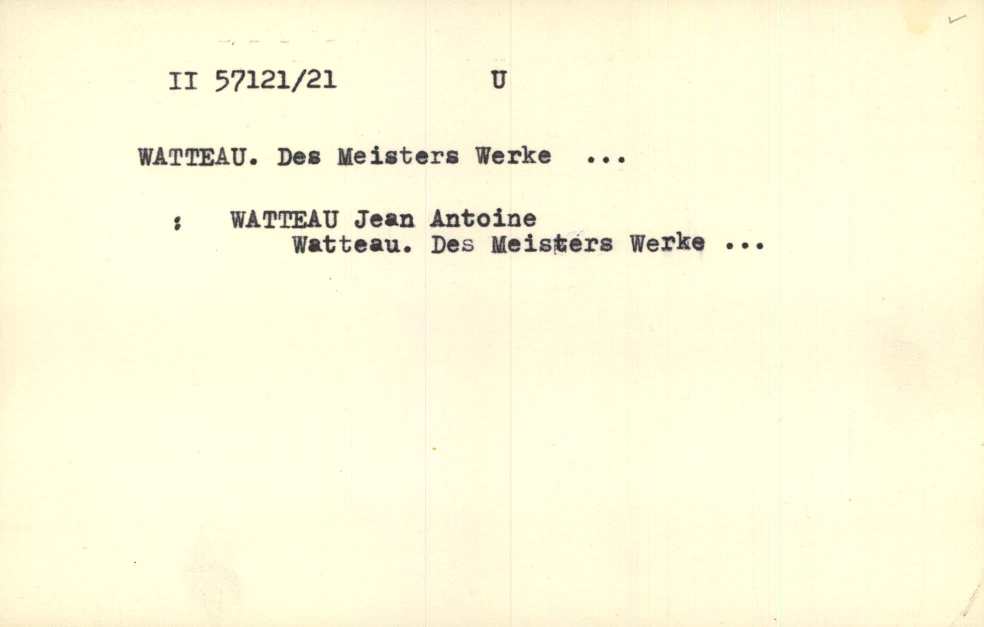 II 57121/21 U
WATTEAU. Des Meisters Werke ...
: WATTEAU Jean Antoine
Watteau. Des Meisters Werke ...